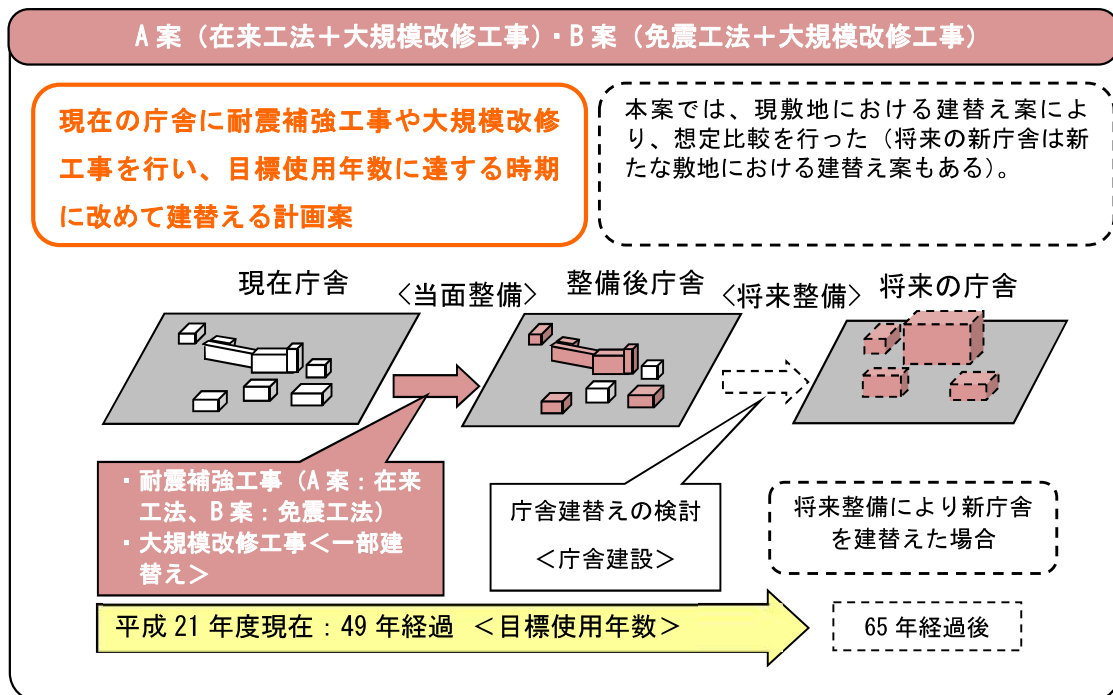 A案（在来工法＋大規模改修工事）・B案（免震工法＋大規模改修工事）
現在の庁舎に耐震補強工事や大規模改修
工事を行い、目標使用年数に達する時期
に改めて建替える計画案
本案では、現敷地における建替え案によ
り、想定比較を行った（将来の新庁舎は新
たな敷地における建替え案もある）。
現在庁舎
＜当面整備＞
整備後庁舎
＜将来整備＞
将来の庁舎
・耐震補強工事（A案：在来
工法、B案：免震工法）
・大規模改修工事＜一部建
替え＞
庁舎建替えの検討
＜庁舎建設＞
将来整備により新庁舎
を建替えた場合
平成21年度現在：49年経過 ＜目標使用年数＞
65年経過後